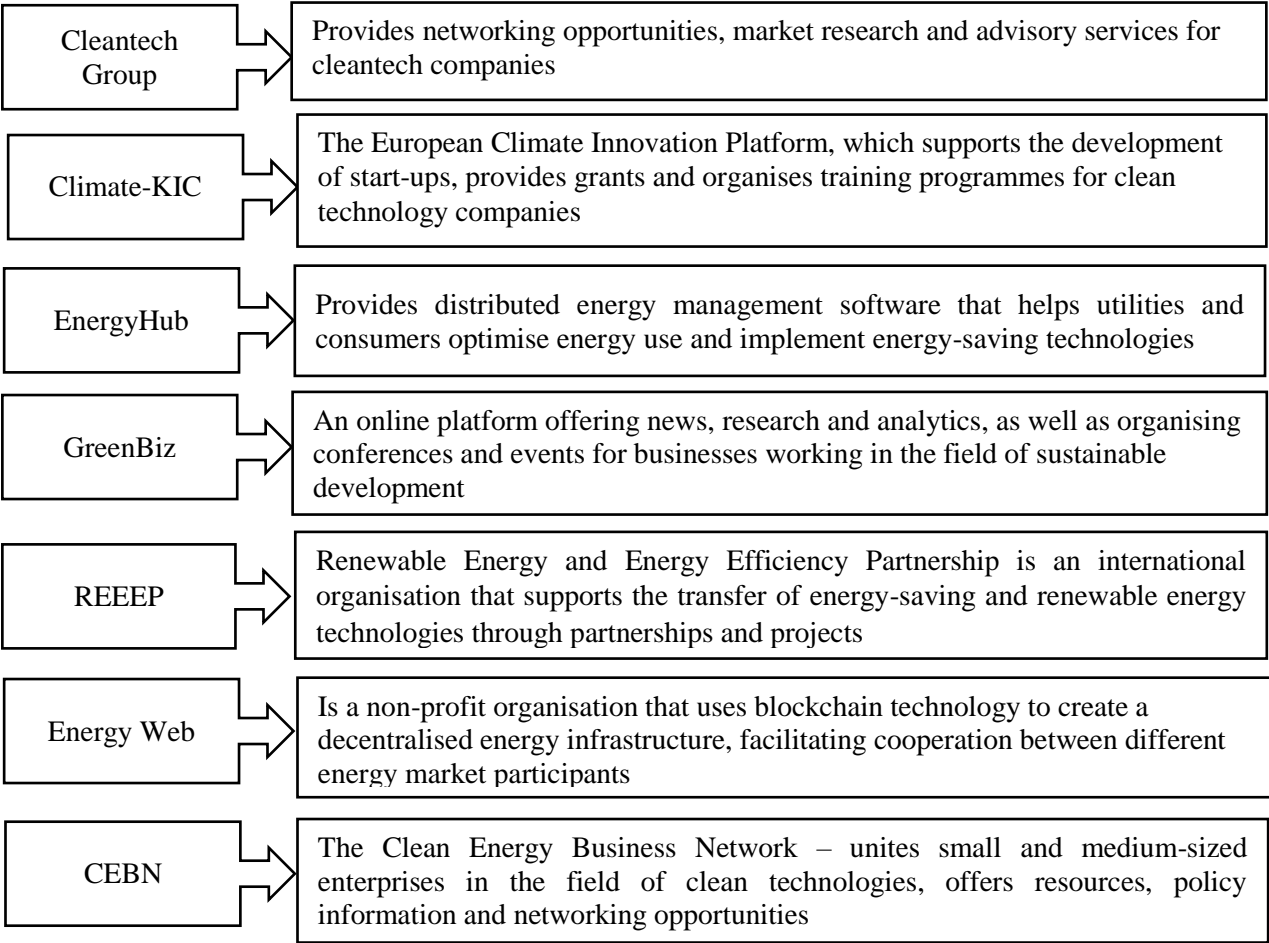 Cleantech
Group
Provides networking opportunities, market research and advisory services for
cleantech companies
Climate-KIC
The European Climate Innovation Platform, which supports the development
of start-ups, provides grants and organises training programmes for clean
technology companies
EnergyHub
Provides distributed energy management software that helps utilities and
consumers optimise energy use and implement energy-saving technologies
GreenBiz
An online platform offering news, research and analytics, as well as organising
conferences and events for businesses working in the field of sustainable
development
REEEP
Renewable Energy and Energy Efficiency Partnership is an international
organisation that supports the transfer of energy-saving and renewable energy
technologies through partnerships and projects
Energy Web
Is a non-profit organisation that uses blockchain technology to create a
decentralised energy infrastructure, facilitating cooperation between different
energy market participants
CEBN
The Clean Energy Business Network – unites small and medium-sized
enterprises in the field of clean technologies, offers resources, policy
information and networking opportunities